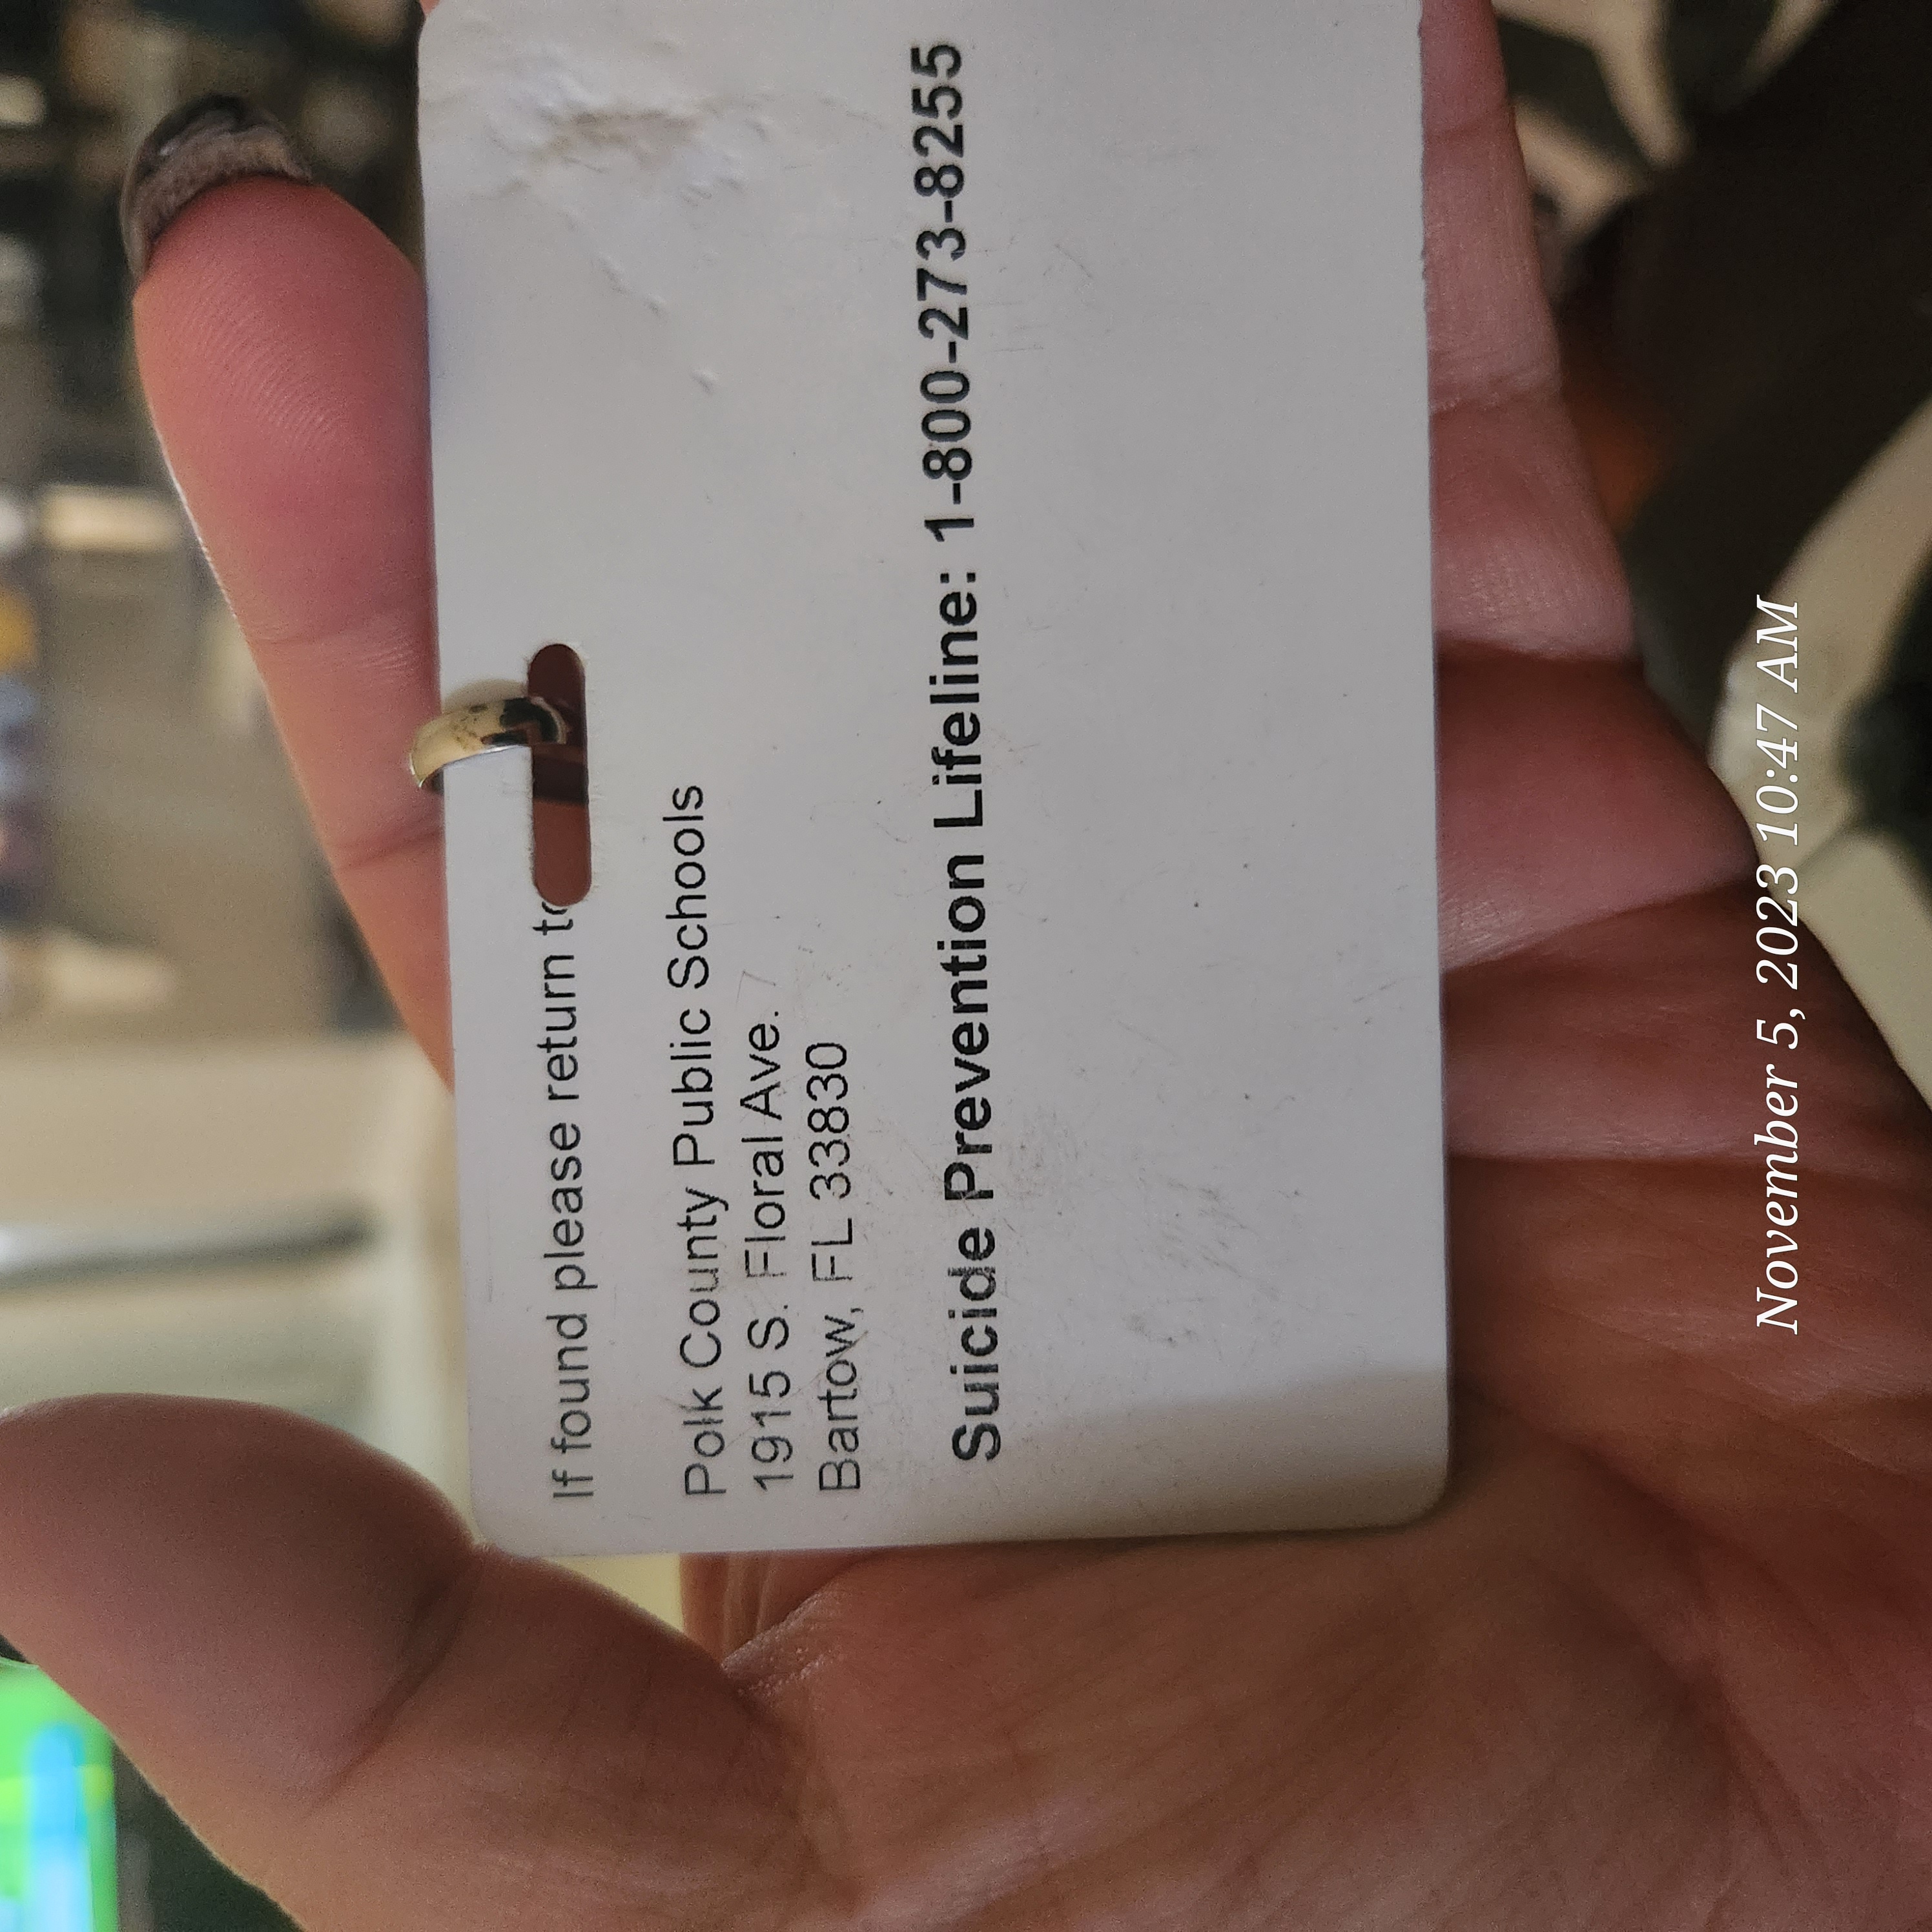 If found please return to
Polk County Public Schools
1915 S. Floral Ave.
Bartow, FL 33830
Suicide Prevention Lifeline: 1-800-273-8255
November 5, 2023 10:47 AM